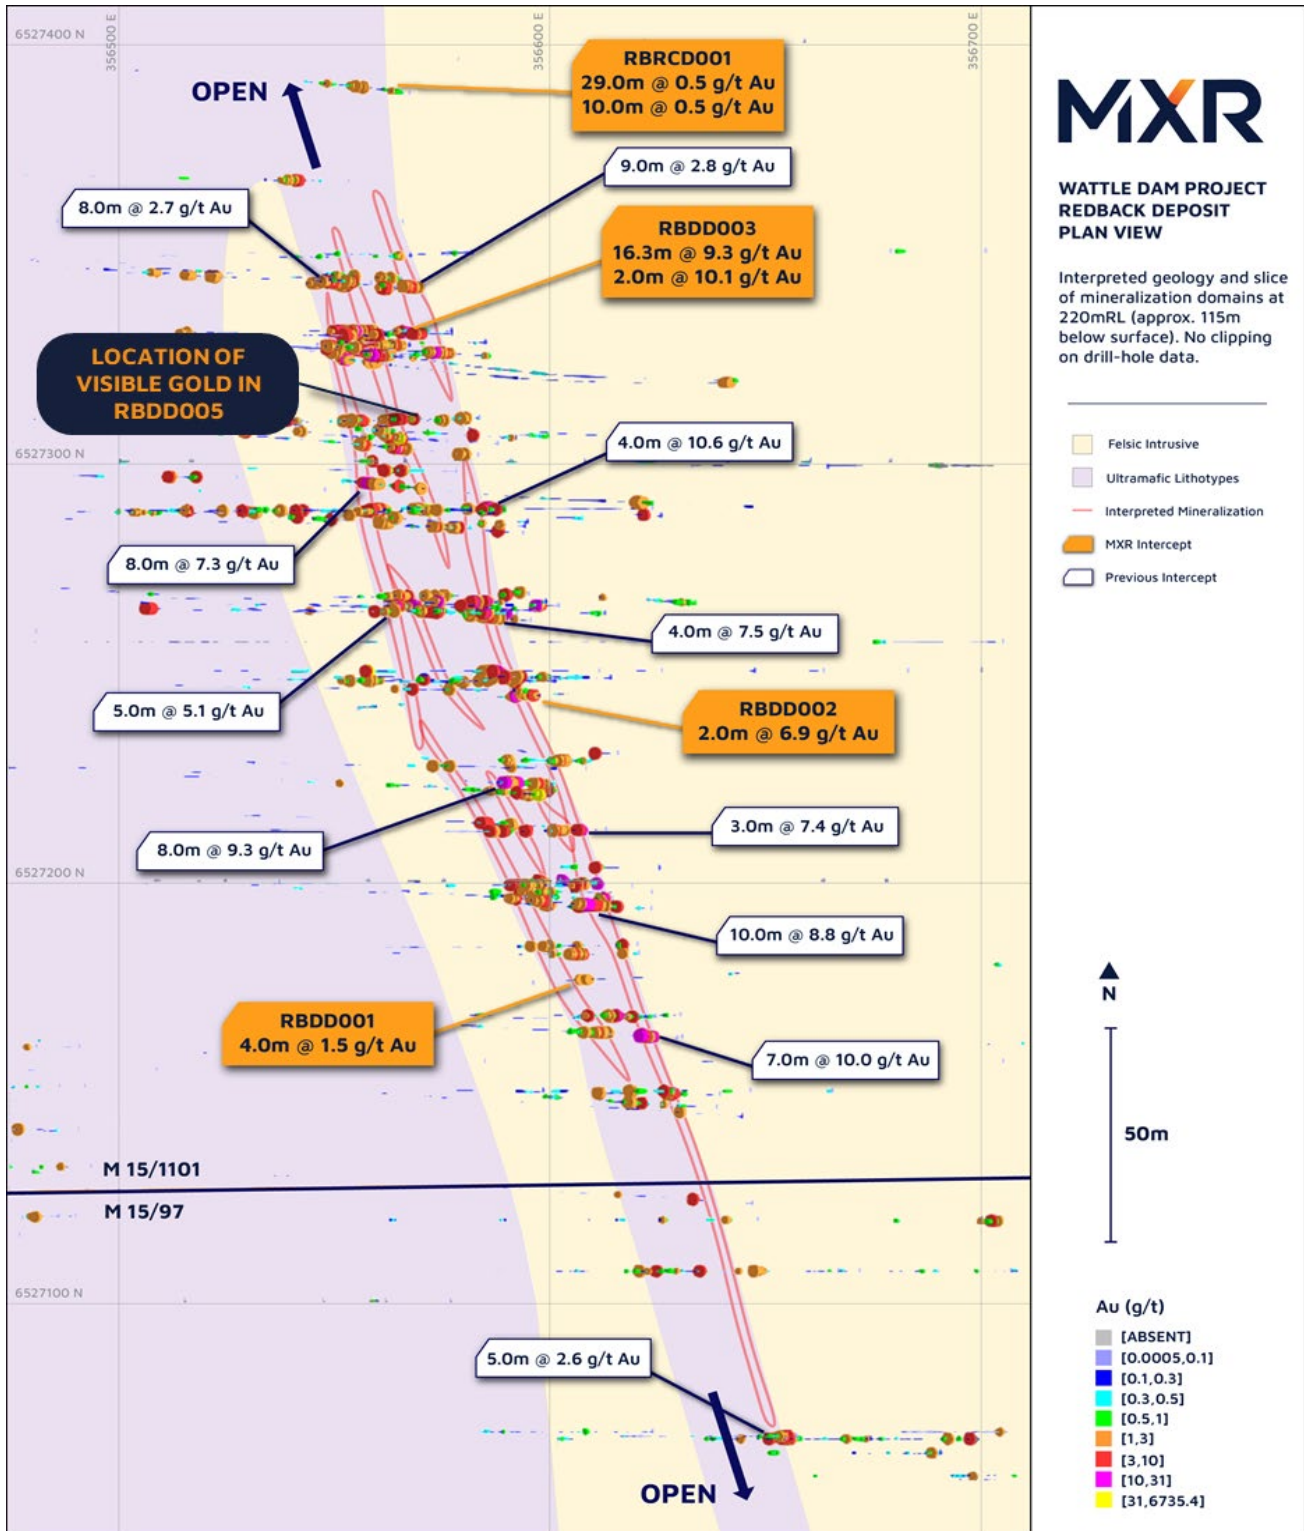 6527400 N
356500 E
356600 E
356700 E
OPEN
RBRCD001
29.0m @ 0.5 g/t Au
10.0m @ 0.5 g/t Au
9.0m @ 2.8 g/t Au
8.0m @ 2.7 g/t Au
RBDD003
16.3m @ 9.3 g/t Au
2.0m @ 10.1 g/t Au
LOCATION OF
VISIBLE GOLD IN
RBDD005
4.0m @ 10.6 g/t Au
6527300 N
8.0m @ 7.3 g/t Au
4.0m @ 7.5 g/t Au
5.0m @ 5.1 g/t Au
RBDD002
2.0m @ 6.9 g/t Au
3.0m @ 7.4 g/t Au
8.0m @ 9.3 g/t Au
6527200 N
10.0m @ 8.8 g/t Au
RBDD001
4.0m @ 1.5 g/t Au
7.0m @ 10.0 g/t Au
M 15/1101
M 15/97
6527100 N
5.0m @ 2.6 g/t Au
OPEN
MXR
WATTLE DAM PROJECT
REDBACK DEPOSIT
PLAN VIEW
Interpreted geology and slice
of mineralization domains at
220mRL (approx. 115m
below surface). No clipping
on drill-hole data.
Felsic Intrusive
Ultramafic Lithotypes
Interpreted Mineralization
MXR Intercept
Previous Intercept
N
50m
Au (g/t)
[ABSENT]
[0.0005,0.1]
[0.1,0.3]
[0.3,0.5]
[0.5,1]
[1,3]
[3,10]
[10,31]
[31,6735.4]